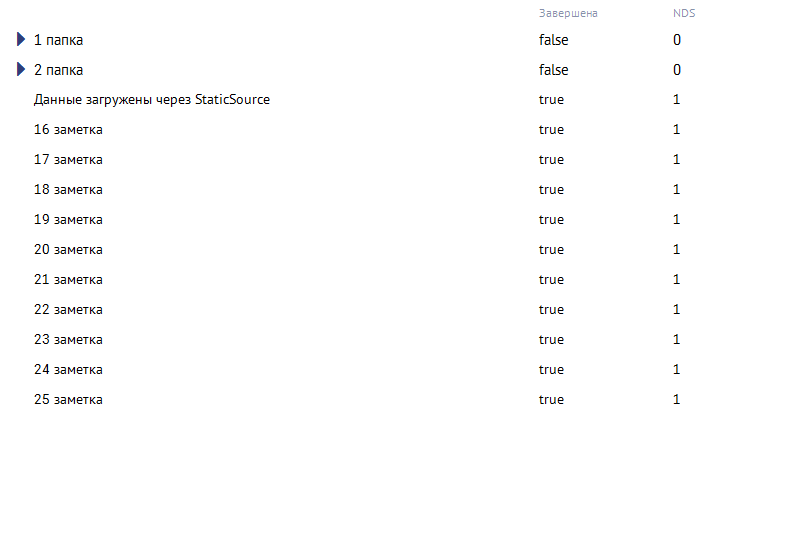 Завершена NDS
1 папка false 0
2 папка false 0
Данные загружены через StaticSource true 1
16 заметка true 1
17 заметка true 1
18 заметка true 1
19 заметка true 1
20 заметка true 1
21 заметка true 1
22 заметка true 1
23 заметка true 1
24 заметка true 1
25 заметка true 1